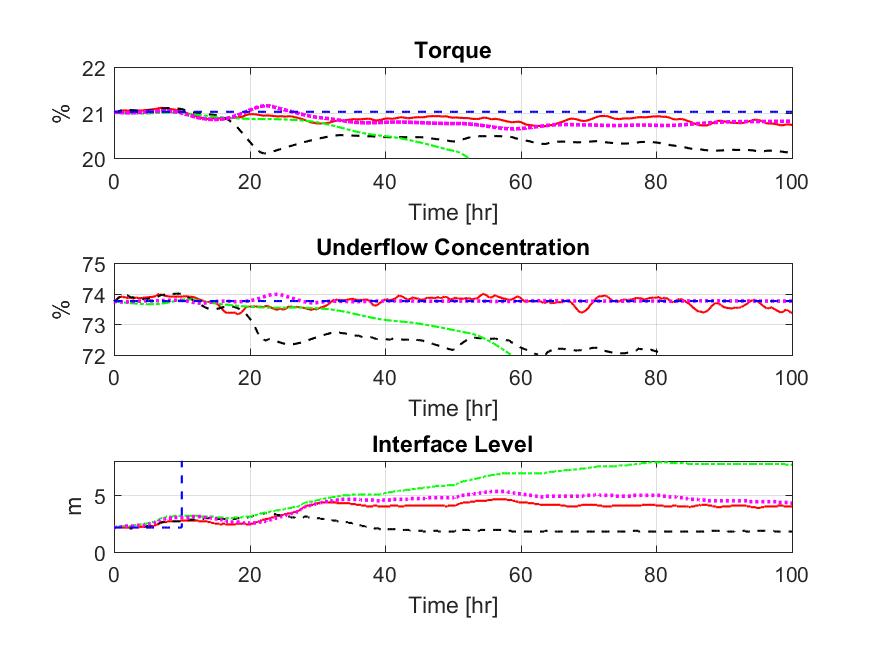 Torque
22
21
20
%
0 20 40 60 80 100
Time [hr]
Underflow Concentration
75
74
73
72
%
0 20 40 60 80 100
Time [hr]
Interface Level
5
0
m
0 20 40 60 80 100
Time [hr]